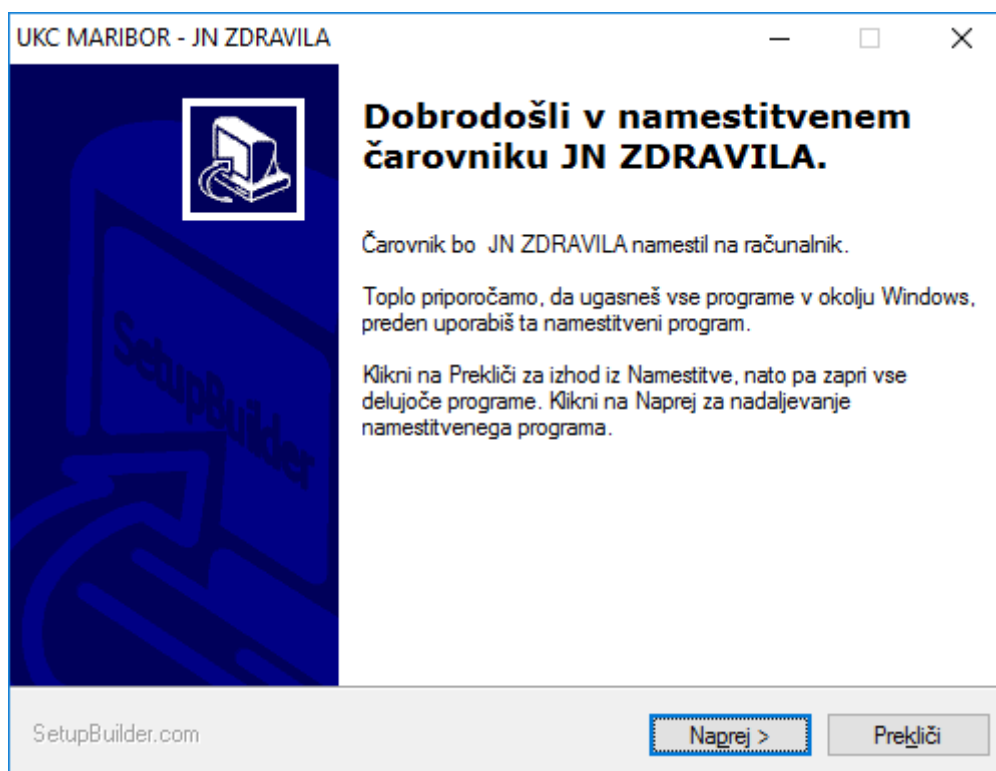 UKC MARIBOR - JN ZDRAVILA
Dobrodošli v namestitvenem
čarovniku JN ZDRAVILA.
Čarovnik bo  JN ZDRAVILA namestil na računalnik.
Toplo priporočamo, da ugasneš vse programe v okolju Windows,
preden uporabiš ta namestitveni program.
Klikni na Prekliči za izhod iz Namestitve, nato pa zapri vse
delujoče programe. Klikni na Naprej za nadaljevanje
namestitvenega programa.
SetupBuilder
SetupBuilder.com
Naprej >
Prekliči